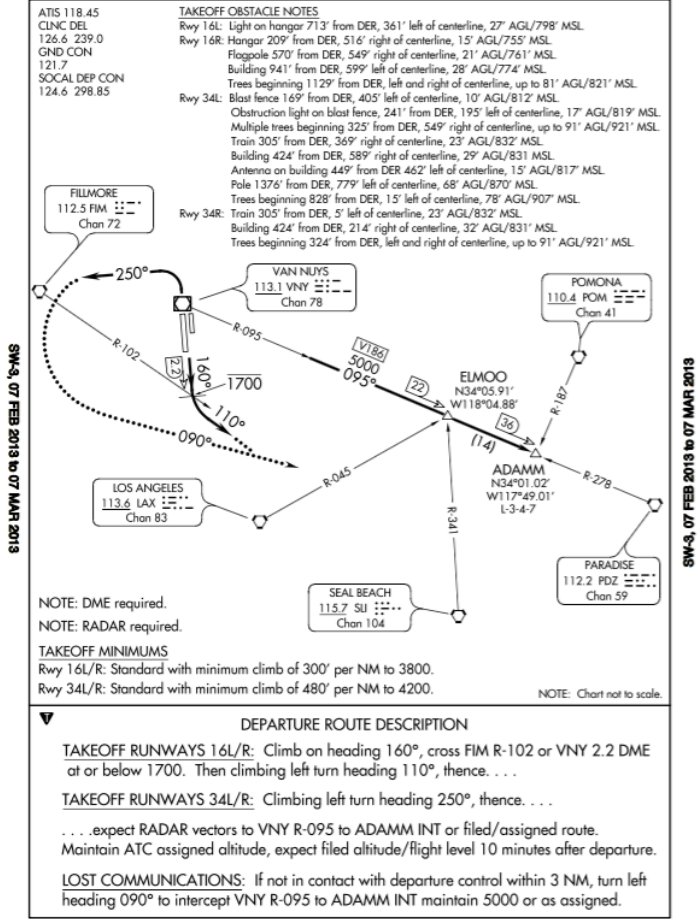 ATIS 118.45
CLNC DEL
126.6 239.0
GND CON
121.7
SOCAL DEP CON
124.6 298.85
TAKEOFF OBSTACLE NOTES
Rwy 16L: Light on hangar 713' from DER, 361' left of centerline, 27' AGL/798' MSL.
Rwy 16R: Hangar 209' from DER, 516' right of centerline, 15' AGL/755' MSL.
Flagpole 570' from DER, 549' right of centerline, 21' AGL/761' MSL.
Building 941' from DER, 599' left of centerline, 28' AGL/774' MSL.
Trees beginning 1129' from DER, left and right of centerline, up to 81' AGL/821' MSL.
Rwy 34L: Blast fence 169' from DER, 405' left of centerline, 10' AGL/812' MSL.
Obstruction light on blast fence, 241' from DER, 195' left of centerline, 17' AGL/819' MSL.
Multiple trees beginning 325' from DER, 549' right of centerline, up to 91' AGL/921' MSL.
Train 305' from DER, 369' right of centerline, 23' AGL/832' MSL.
Building 424' from DER, 589' right of centerline, 29' AGL/831 MSL.
Antenna on building 449' from DER 462' left of centerline, 15' AGL/817' MSL.
Pole 1376' from DER, 779' left of centerline, 68' AGL/870' MSL.
Trees beginning 828' from DER, 15' left of centerline, 78' AGL/907' MSL.
Rwy 34R: Train 305' from DER, 5' left of centerline, 23' AGL/832' MSL.
Building 424' from DER, 214' right of centerline, 32' AGL/831' MSL.
Trees beginning 324' from DER, left and right of centerline, up to 91' AGL/921' MSL.
FILLMORE
112.5 FIM
Chan 72
250°
VAN NUYS
113.1 VNY
Chan 78
POMONA
110.4 POM
Chan 41
R-102
R-095
2.2
160°
1700
110°
090°
V186
5000
095°
22
ELMOO
N34°05.91'
W118°04.88'
36
(14)
R-187
ADAMM
N34°01.02'
W117°49.01'
L-3-4-7
R-278
R-045
R-341
LOS ANGELES
113.6 LAX
Chan 83
PARADISE
112.2 PDZ
Chan 59
SEAL BEACH
115.7 SLI
Chan 104
SW-3, 07 FEB 2013 to 07 MAR 2013
SW-3, 07 FEB 2013 to 07 MAR 2013
NOTE: DME required.
NOTE: RADAR required.
TAKEOFF MINIMUMS
Rwy 16L/R: Standard with minimum climb of 300' per NM to 3800.
Rwy 34L/R: Standard with minimum climb of 480' per NM to 4200.
NOTE: Chart not to scale.
T
DEPARTURE ROUTE DESCRIPTION
TAKEOFF RUNWAYS 16L/R: Climb on heading 160°, cross FIM R-102 or VNY 2.2 DME
at or below 1700. Then climbing left turn heading 110°, thence. . . .
TAKEOFF RUNWAYS 34L/R: Climbing left turn heading 250°, thence. . . .
. . . .expect RADAR vectors to VNY R-095 to ADAMM INT or filed/assigned route.
Maintain ATC assigned altitude, expect filed altitude/flight level 10 minutes after departure.
LOST COMMUNICATIONS: If not in contact with departure control within 3 NM, turn left
heading 090° to intercept VNY R-095 to ADAMM INT maintain 5000 or as assigned.